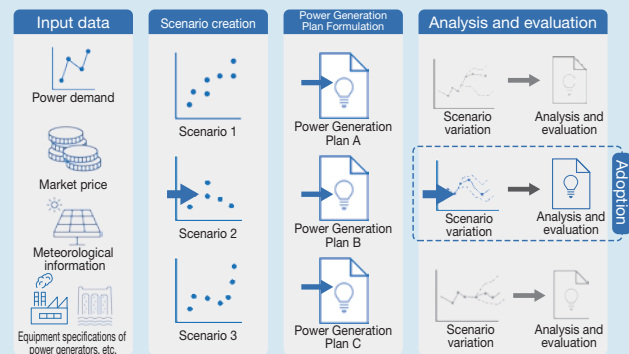 Input data
Power demand
Market price
Meteorological
information
Equipment specifications of
power generators, etc.
Scenario creation
Scenario 1
Scenario 2
Scenario 3
Power Generation
Plan Formulation
Power Generation
Plan A
Power Generation
Plan B
Power Generation
Plan C
Analysis and evaluation
Scenario
variation
Analysis and
evaluation
Scenario
variation
Analysis and
evaluation
Adoption
Scenario
variation
Analysis and
evaluation